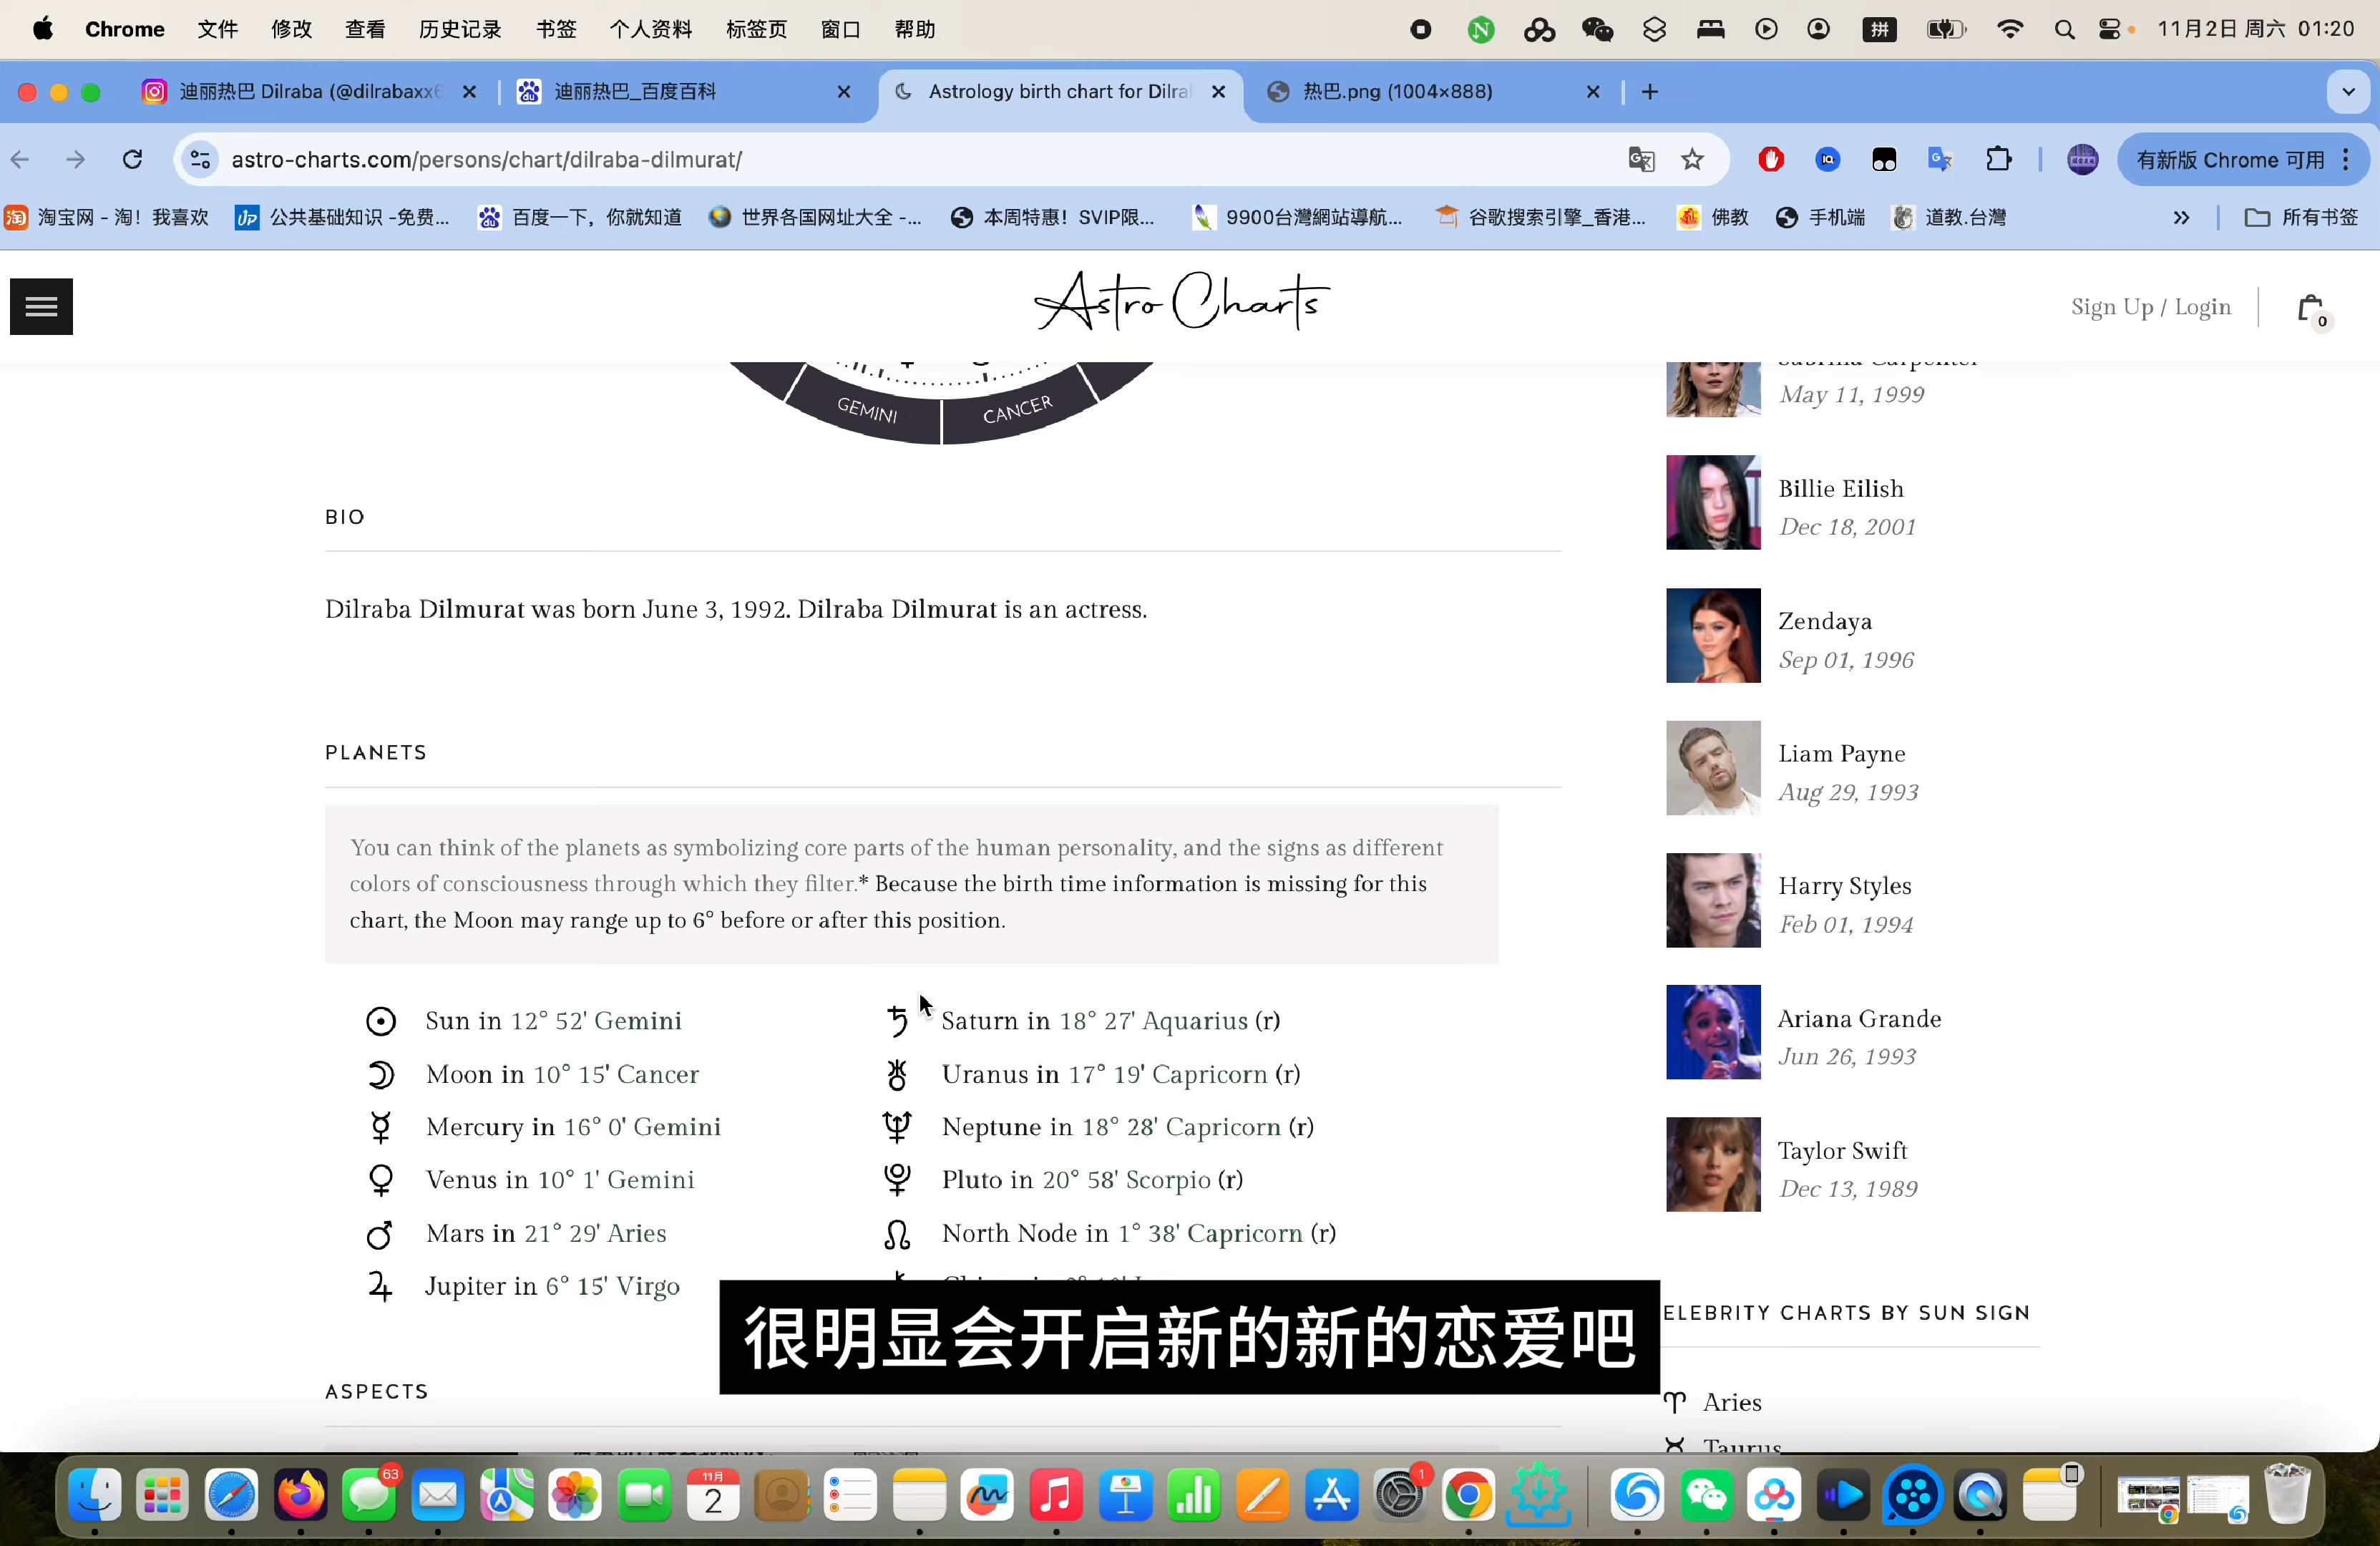 Chrome 文件 修改 查看 历史记录 书签 个人资料 标签页 窗口 帮助 拼 11月2日 周六 01:20
迪丽热巴 Dilraba (@dilrabaxx 迪丽热巴_百度百科 Astrology birth chart for Dilra 热巴.png (1004×888)
astro-charts.com/persons/chart/dilraba-dilmurat/ 有新版 Chrome 可用
淘宝网 - 淘！我喜欢 公共基础知识 -免费... 百度一下，你就知道 世界各国网址大全 -... 本周特惠！SVIP限... 9900台灣網站導航... 谷歌搜索引擎_香港... 佛教 手机端 道教.台灣 所有书签
Astro Charts
Sign Up / Login
0
GEMINI
CANCER
BIO
Dilraba Dilmurat was born June 3, 1992. Dilraba Dilmurat is an actress.
PLANETS
You can think of the planets as symbolizing core parts of the human personality, and the signs as different
colors of consciousness through which they filter.* Because the birth time information is missing for this
chart, the Moon may range up to 6° before or after this position.
Sun in 12° 52' Gemini
Moon in 10° 15' Cancer
Mercury in 16° 0' Gemini
Venus in 10° 1' Gemini
Mars in 21° 29' Aries
Jupiter in 6° 15' Virgo
Saturn in 18° 27' Aquarius (r)
Uranus in 17° 19' Capricorn (r)
Neptune in 18° 28' Capricorn (r)
Pluto in 20° 58' Scorpio (r)
North Node in 1° 38' Capricorn (r)
ASPECTS
Sabrina Carpenter
May 11, 1999
Billie Eilish
Dec 18, 2001
Zendaya
Sep 01, 1996
Liam Payne
Aug 29, 1993
Harry Styles
Feb 01, 1994
Ariana Grande
Jun 26, 1993
Taylor Swift
Dec 13, 1989
ELEBRITY CHARTS BY SUN SIGN
Aries
Taurus
很明显会开启新的新的恋爱吧
63
11月
2
1